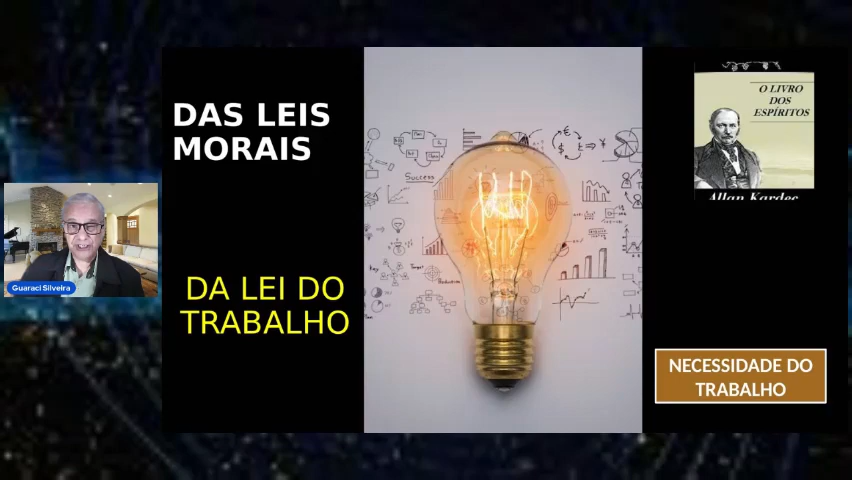 DAS LEIS
MORAIS
DA LEI DO
TRABALHO
Success
O LIVRO
DOS
ESPÍRITOS
Allan Kardec
NECESSIDADE DO
TRABALHO
Guaraci Silveira